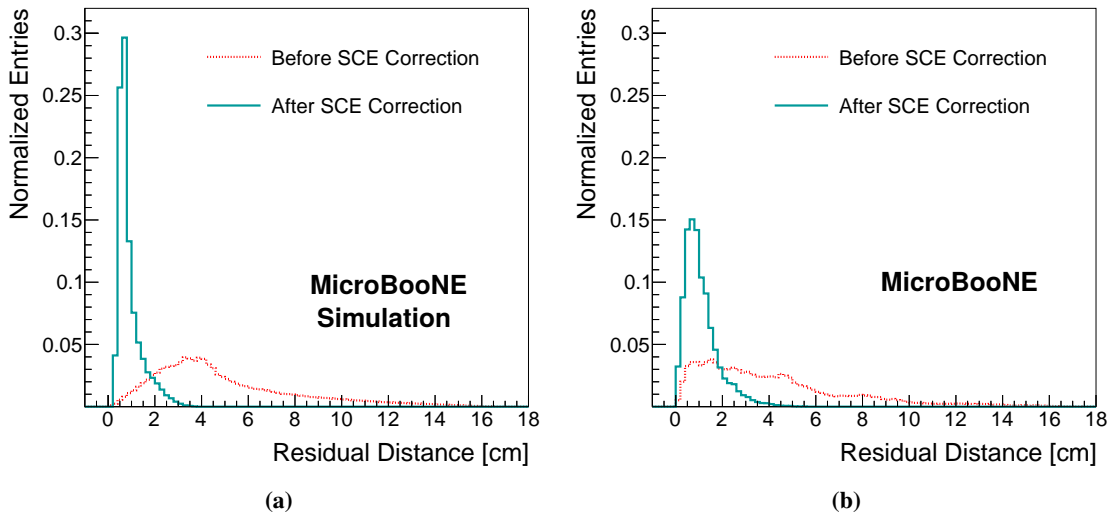 Normalized Entries
0.3
0.25
0.2
0.15
0.1
0.05
Before SCE Correction
After SCE Correction
MicroBooNE
Simulation
0 2 4 6 8 10 12 14 16 18
Residual Distance [cm]
(a)
Normalized Entries
0.3
0.25
0.2
0.15
0.1
0.05
Before SCE Correction
After SCE Correction
MicroBooNE
0 2 4 6 8 10 12 14 16 18
Residual Distance [cm]
(b)